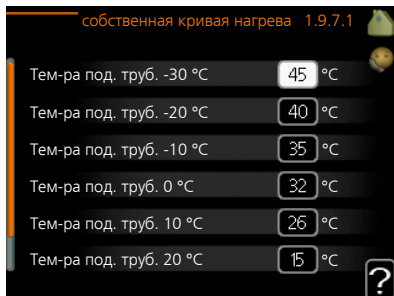 собственная кривая нагрева 1.9.7.1
Тем-ра под. труб. -30 °C 45 °C
Тем-ра под. труб. -20 °C 40 °C
Тем-ра под. труб. -10 °C 35 °C
Тем-ра под. труб. 0 °C 32 °C
Тем-ра под. труб. 10 °C 26 °C
Тем-ра под. труб. 20 °C 15 °C
?